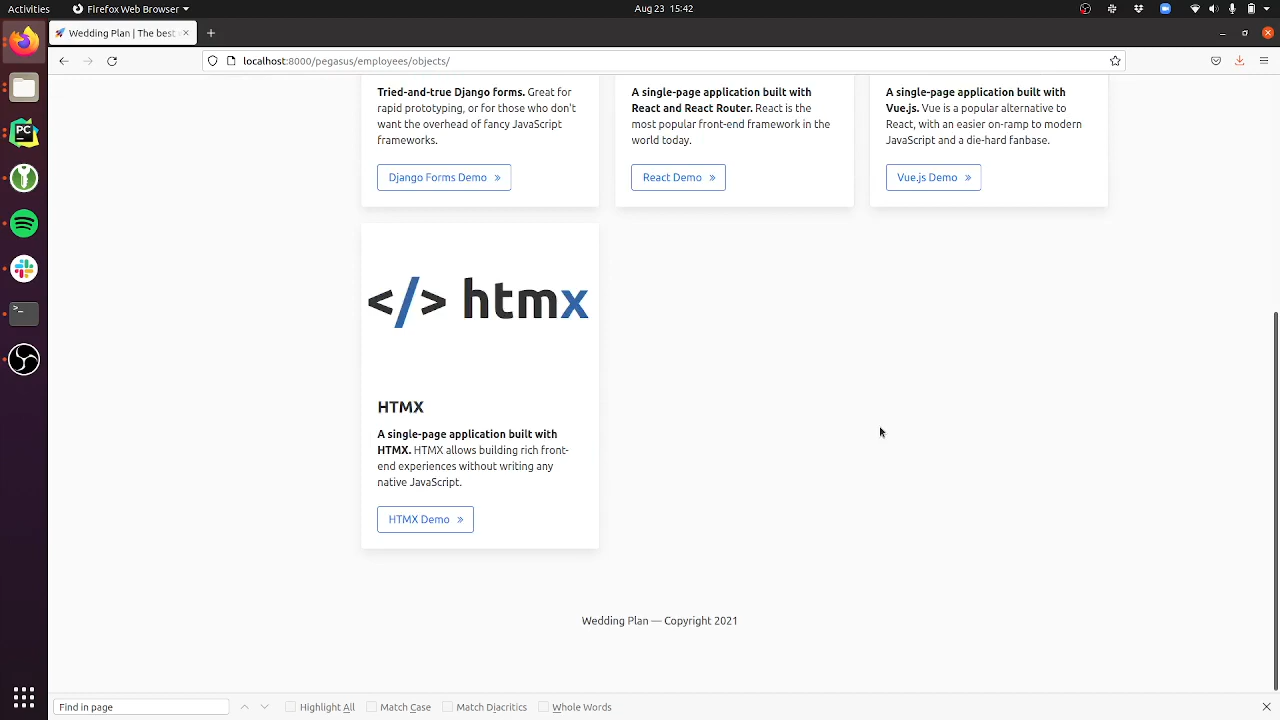 Activities
Firefox Web Browser
Aug 23 15:42
Wedding Plan | The best
localhost:8000/pegasus/employees/objects/
Tried-and-true Django forms. Great for
rapid prototyping, or for those who don't
want the overhead of fancy JavaScript
frameworks.
Django Forms Demo »
A single-page application built with
React and React Router. React is the
most popular front-end framework in the
world today.
React Demo »
A single-page application built with
Vue.js. Vue is a popular alternative to
React, with an easier on-ramp to modern
JavaScript and a die-hard fanbase.
Vue.js Demo »
</> htmx
HTMX
A single-page application built with
HTMX. HTMX allows building rich front-
end experiences without writing any
native JavaScript.
HTMX Demo »
Wedding Plan — Copyright 2021
PC
Find in page
Highlight All
Match Case
Match Diacritics
Whole Words